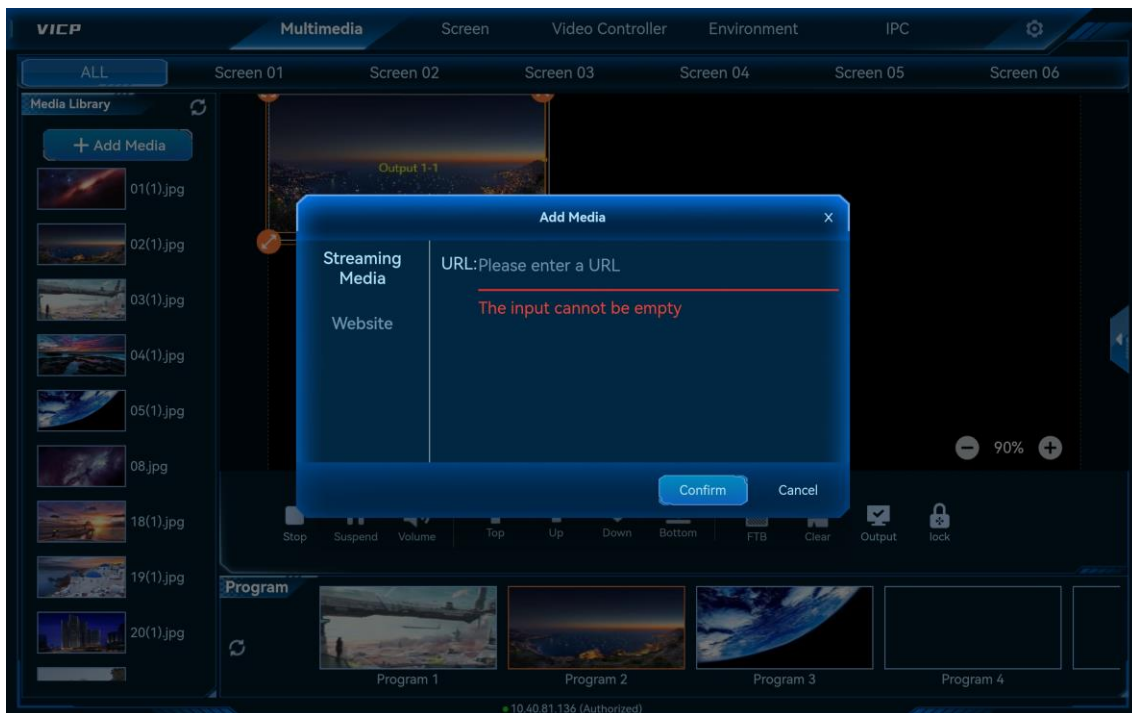 VICP
Multimedia Screen Video Controller Environment IPC
ALL Screen 01 Screen 02 Screen 03 Screen 04 Screen 05 Screen 06
Media Library
+ Add Media
01(1).jpg
02(1).jpg
03(1).jpg
04(1).jpg
05(1).jpg
08.jpg
18(1).jpg
19(1).jpg
20(1).jpg
Output 1-1
Add Media X
Streaming
Media
Website
URL: Please enter a URL
The input cannot be empty
Confirm Cancel
90%
Stop Suspend Volume Top Up Down Bottom FTB Clear Output lock
Program
Program 1 Program 2 Program 3 Program 4
10.40.81.136 (Authorized)